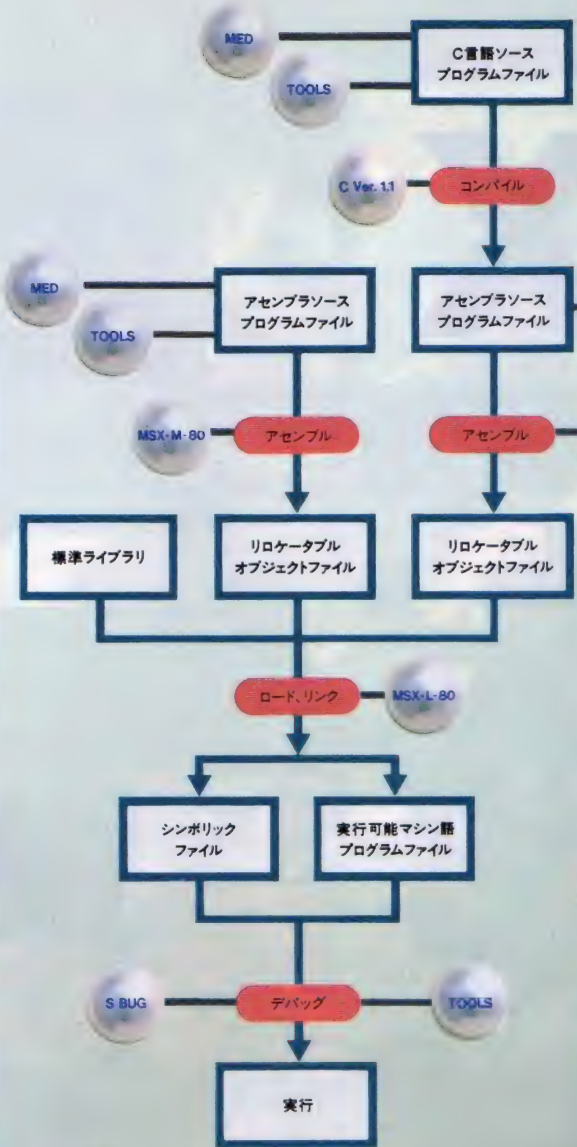 MED
C言語ソース
プログラムファイル
TOOLS
C Ver. 1.1
コンパイル
MED
アセンブラソース
プログラムファイル
アセンブラソース
プログラムファイル
TOOLS
MSX-M-80
アセンブル
アセンブル
標準ライブラリ
リロケータブル
オブジェクトファイル
リロケータブル
オブジェクトファイル
ロード、リンク
MSX-L-80
シンボリック
ファイル
実行可能マシン語
プログラムファイル
S BUG
デバッグ
TOOLS
実行